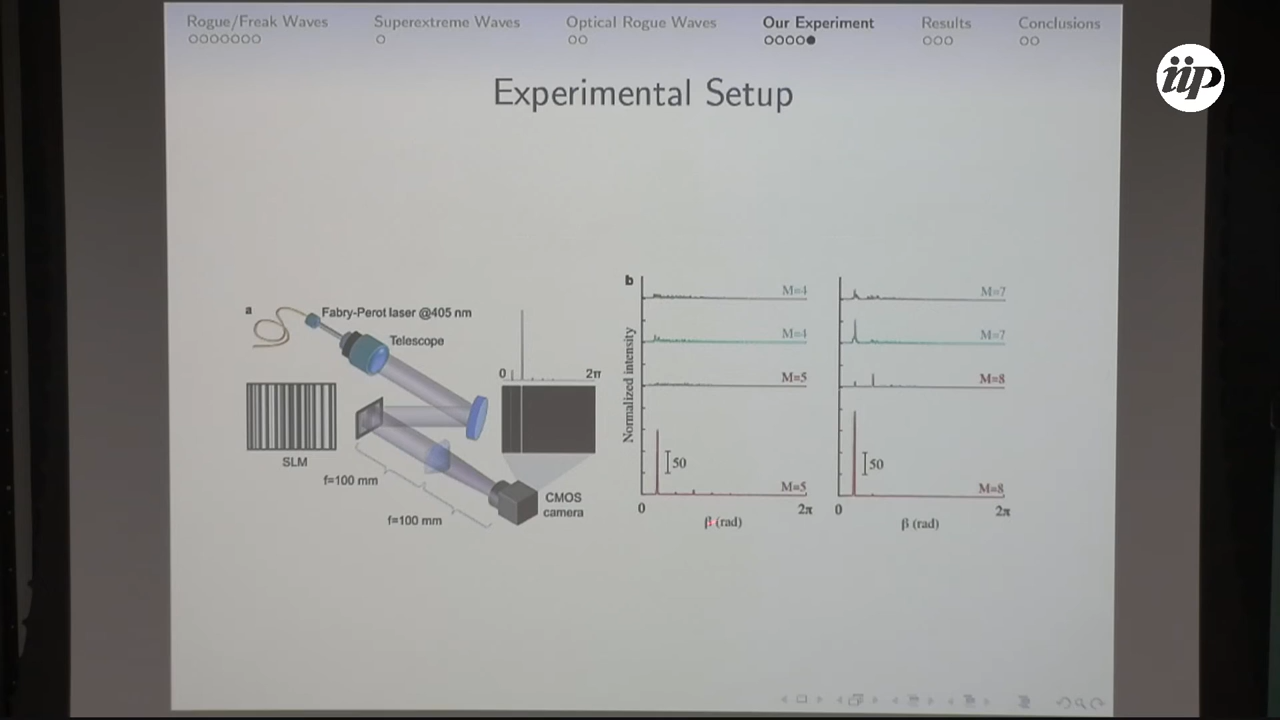 Rogue/Freak Waves
Superextreme Waves
Optical Rogue Waves
Our Experiment
Results
Conclusions
iip
Experimental Setup
a
Fabry-Perot laser @405 nm
Telescope
0
2π
SLM
f=100 mm
f=100 mm
CMOS
camera
b
Normalized intensity
M=4
M=4
M=5
50
M=5
0
2π
β (rad)
M=7
M=7
M=8
50
M=8
0
2π
β (rad)